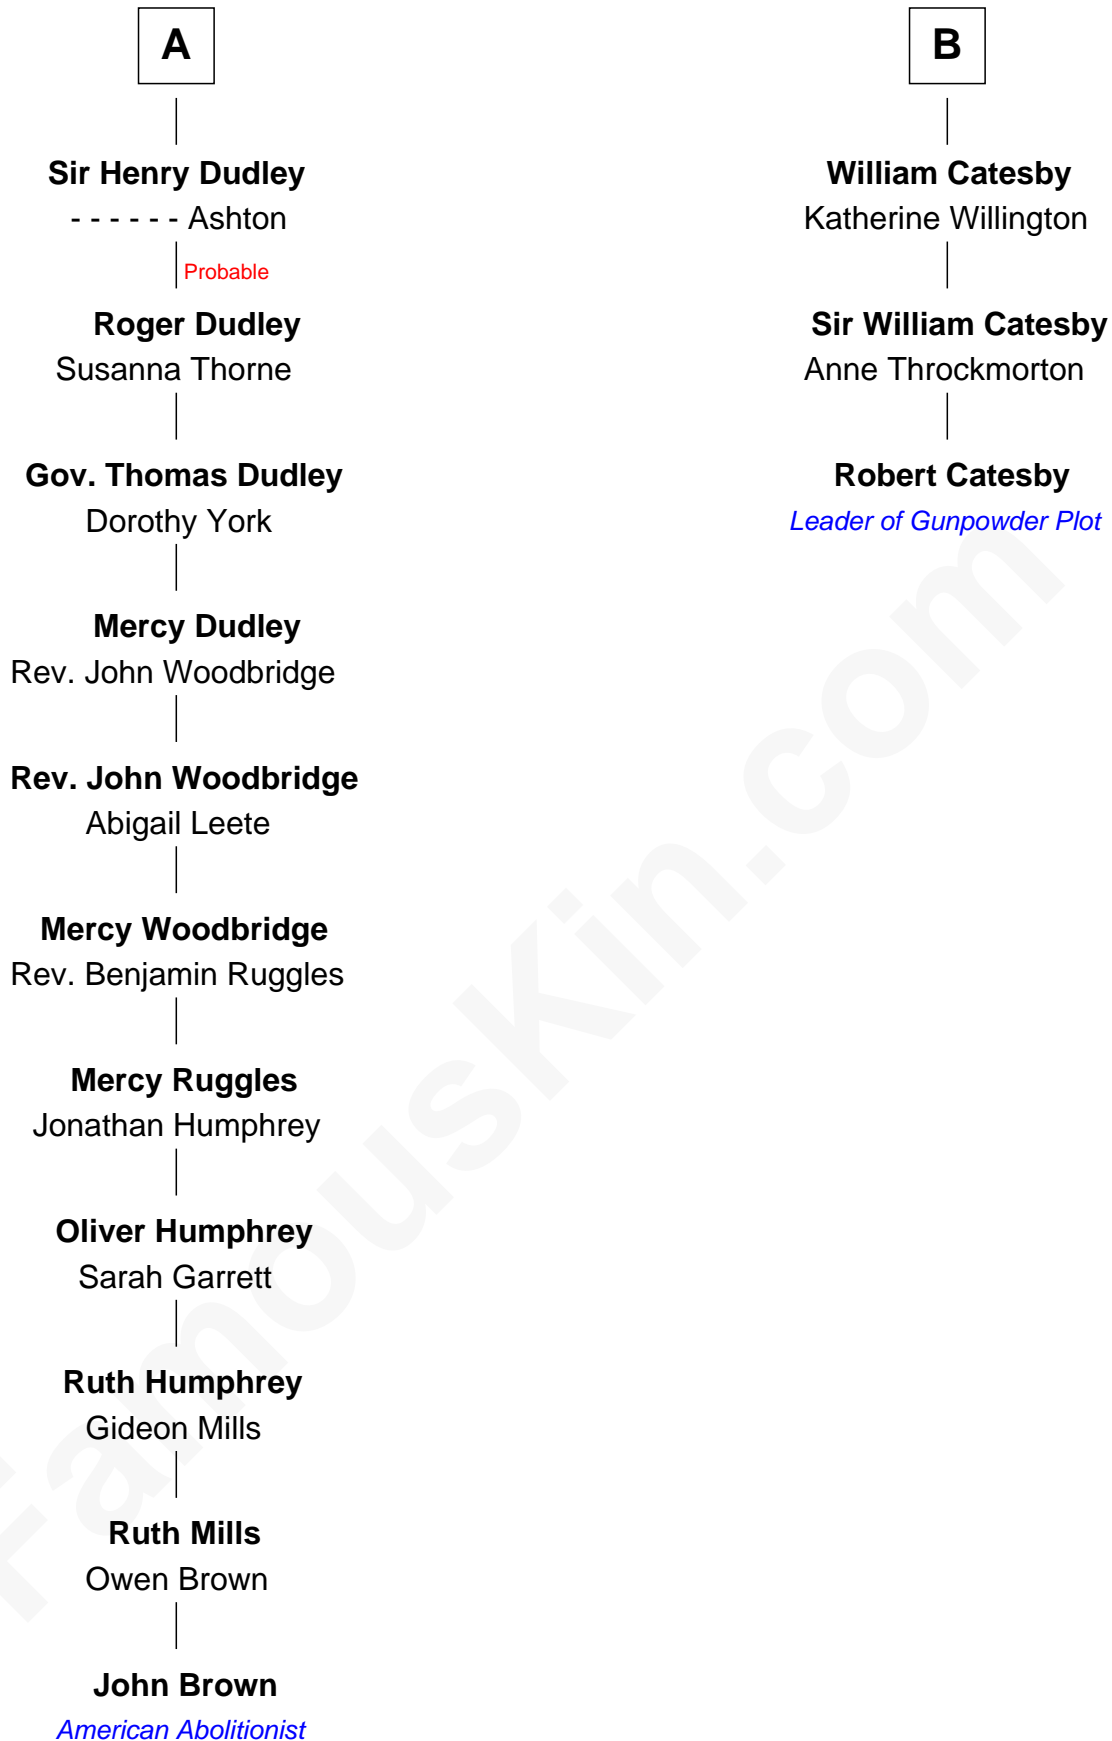 A
Sir Henry Dudley
- - - - - - Ashton
Probable
Roger Dudley
Susanna Thorne
Gov. Thomas Dudley
Dorothy York
Mercy Dudley
Rev. John Woodbridge
Rev. John Woodbridge
Abigail Leete
Mercy Woodbridge
Rev. Benjamin Ruggles
Mercy Ruggles
Jonathan Humphrey
Oliver Humphrey
Sarah Garrett
Ruth Humphrey
Gideon Mills
Ruth Mills
Owen Brown
John Brown
American Abolitionist
B
William Catesby
Katherine Willington
Sir William Catesby
Anne Throckmorton
Robert Catesby
Leader of Gunpowder Plot
FamousKin.com